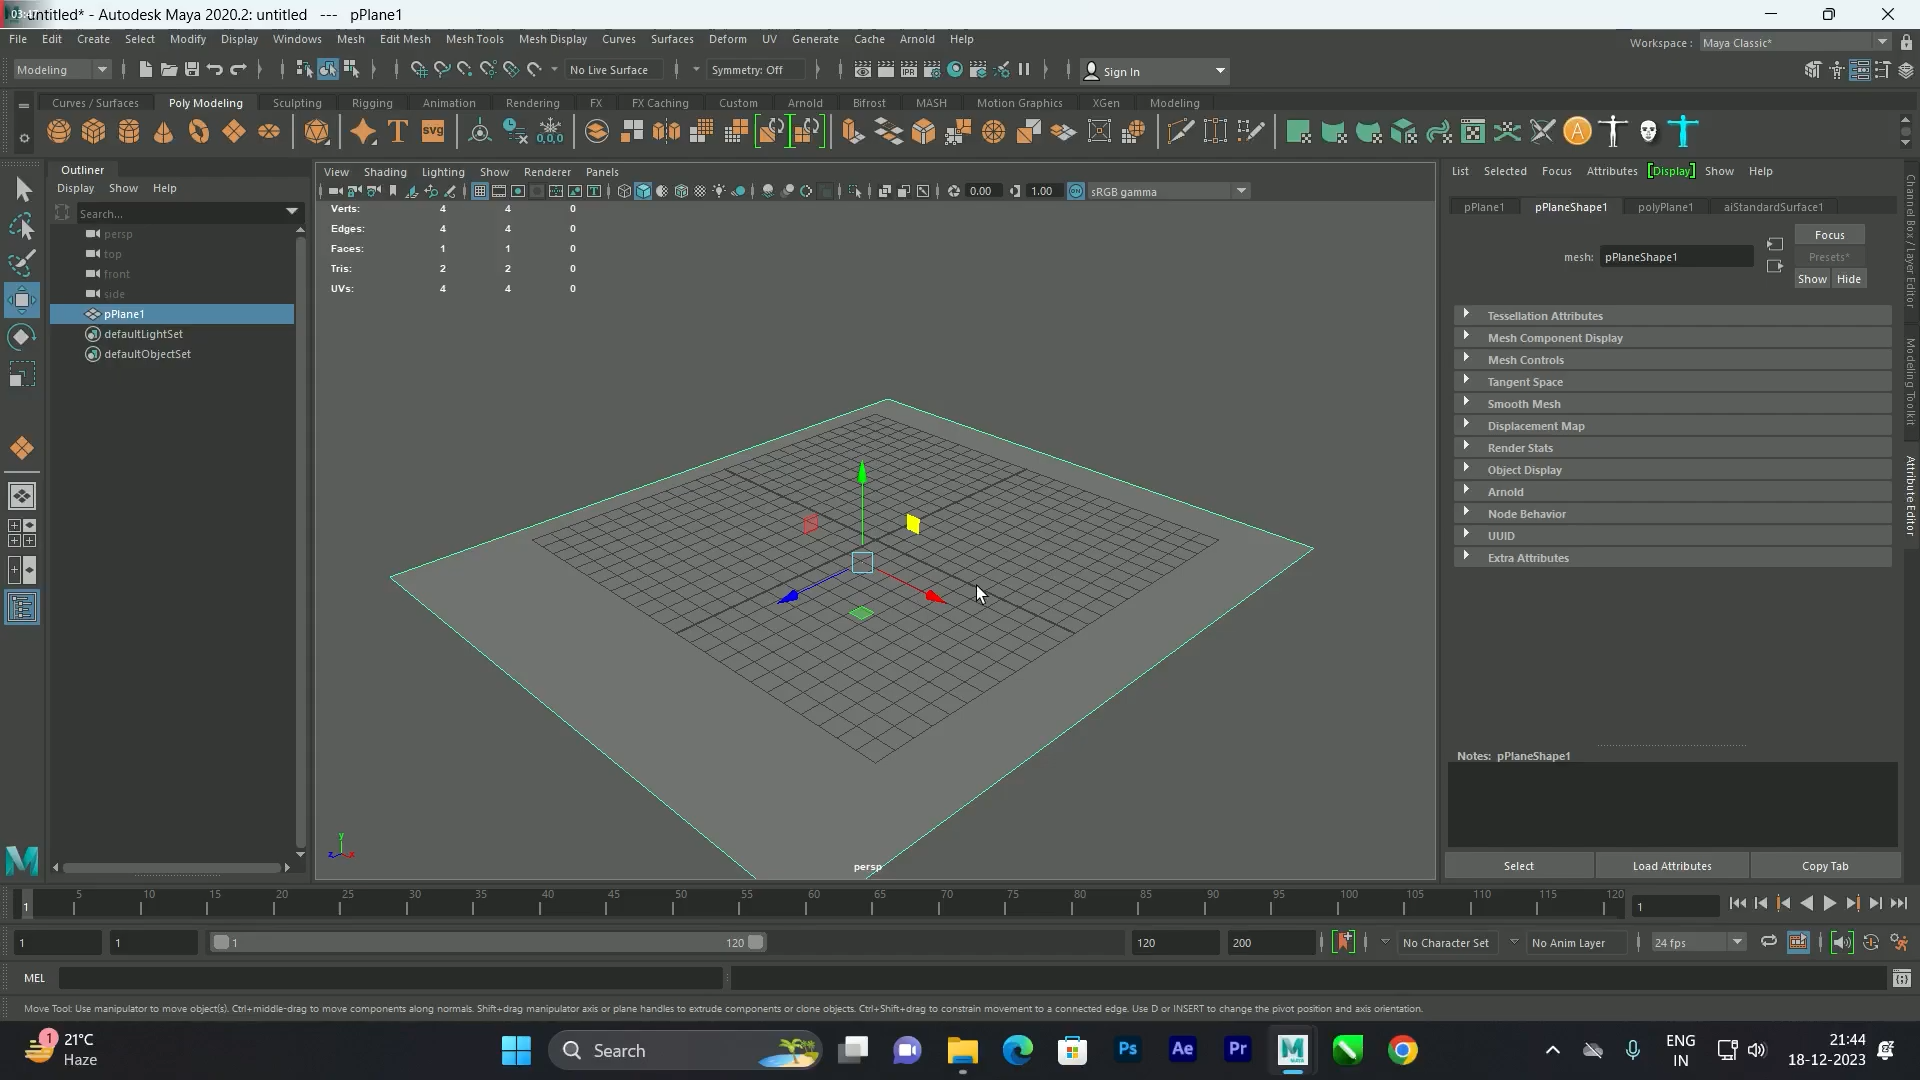 untitled* - Autodesk Maya 2020.2: untitled   ---   pPlane1
File Edit Create Select Modify Display Windows Mesh Edit Mesh Mesh Tools Mesh Display Curves Surfaces Deform UV Generate Cache Arnold Help
Workspace : Maya Classic*
Modeling No Live Surface Symmetry: Off Sign In
Curves / Surfaces Poly Modeling Sculpting Rigging Animation Rendering FX FX Caching Custom Arnold Bifrost MASH Motion Graphics XGen Modeling
Outliner
Display Show Help
Search...
persp
top
front
side
pPlane1
defaultLightSet
defaultObjectSet
View Shading Lighting Show Renderer Panels
0.00 1.00 sRGB gamma
Verts: 4 4 0
Edges: 4 4 0
Faces: 1 1 0
Tris: 2 2 0
UVs: 4 4 0
persp
List Selected Focus Attributes [Display] Show Help
pPlane1 pPlaneShape1 polyPlane1 aiStandardSurface1
Focus
mesh: pPlaneShape1
Presets*
Show Hide
Tessellation Attributes
Mesh Component Display
Mesh Controls
Tangent Space
Smooth Mesh
Displacement Map
Render Stats
Object Display
Arnold
Node Behavior
UUID
Extra Attributes
Notes: pPlaneShape1
Select Load Attributes Copy Tab
Channel Box / Layer Editor
Modeling Toolkit
Attribute Editor
1 5 10 15 20 25 30 35 40 45 50 55 60 65 70 75 80 85 90 95 100 105 110 115 120 1
1 1 1 120 120 200 No Character Set No Anim Layer 24 fps
MEL
Move Tool: Use manipulator to move object(s). Ctrl+middle-drag to move components along normals. Shift+drag manipulator axis or plane handles to extrude components or clone objects. Ctrl+Shift+drag to constrain movement to a connected edge. Use D or INSERT to change the pivot position and axis orientation.
1
21°C
Haze
Search
Ps Ae Pr M
ENG
IN
21:44
18-12-2023